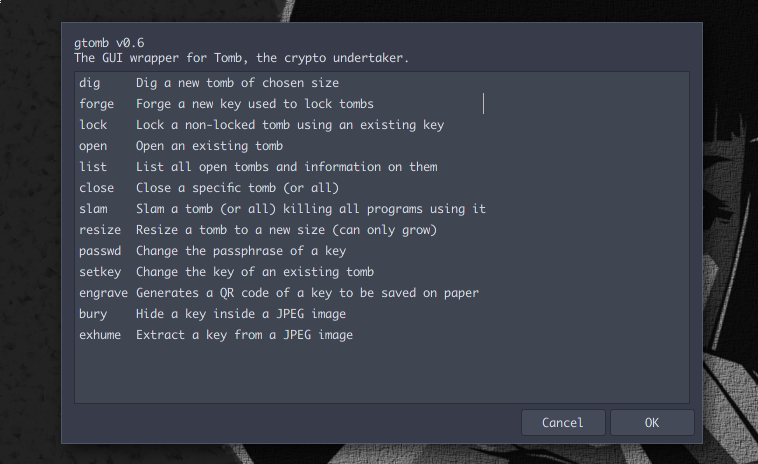 gtomb v0.6
The GUI wrapper for Tomb, the crypto undertaker.
dig Dig a new tomb of chosen size
forge Forge a new key used to lock tombs
lock Lock a non-locked tomb using an existing key
open Open an existing tomb
list List all open tombs and information on them
close Close a specific tomb (or all)
slam Slam a tomb (or all) killing all programs using it
resize Resize a tomb to a new size (can only grow)
passwd Change the passphrase of a key
setkey Change the key of an existing tomb
engrave Generates a QR code of a key to be saved on paper
bury Hide a key inside a JPEG image
exhume Extract a key from a JPEG image
Cancel OK